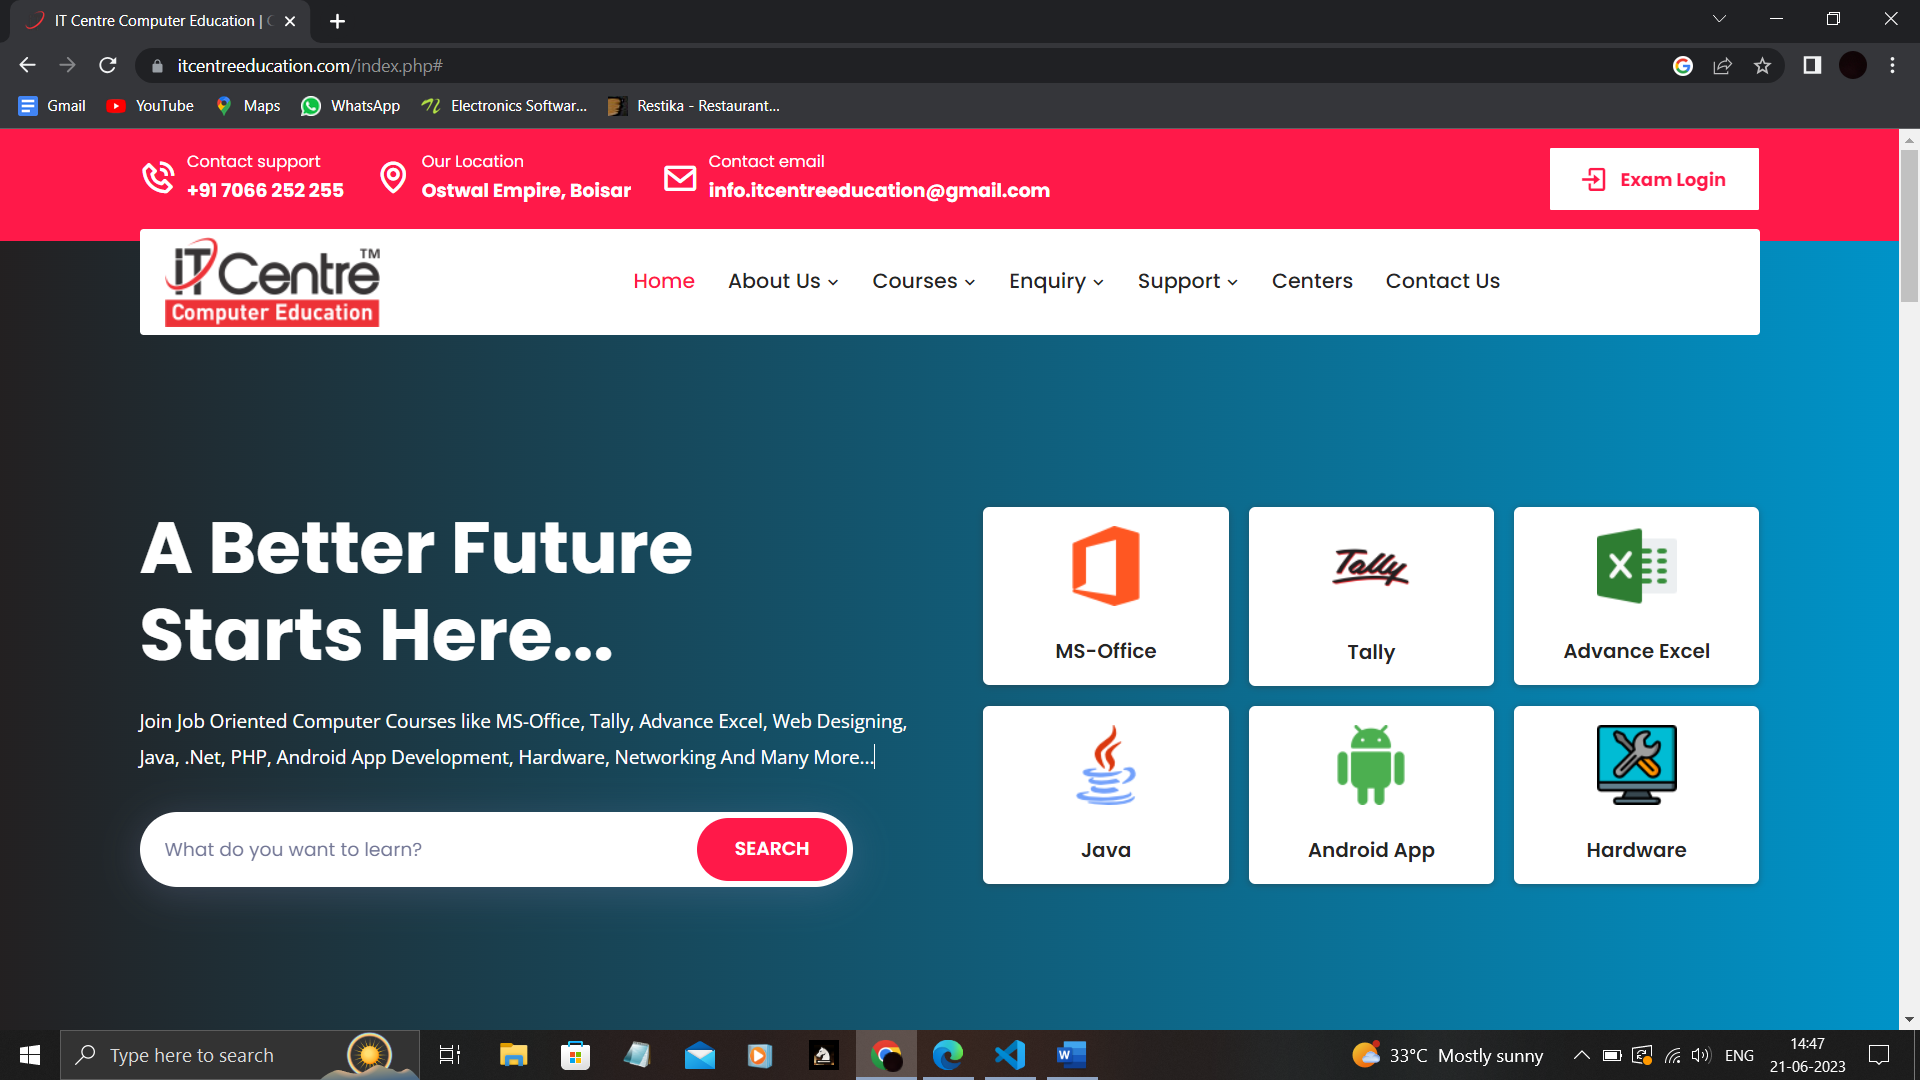 IT Centre Computer Education |
itcentreeducation.com/index.php#
Gmail
YouTube
Maps
WhatsApp
Electronics Softwar...
Restika - Restaurant...
Contact support
+91 7066 252 255
Our Location
Ostwal Empire, Boisar
Contact email
info.itcentreeducation@gmail.com
Exam Login
iT Centre™
Computer Education
Home
About Us
Courses
Enquiry
Support
Centers
Contact Us
A Better Future
Starts Here...
Join Job Oriented Computer Courses like MS-Office, Tally, Advance Excel, Web Designing,
Java, .Net, PHP, Android App Development, Hardware, Networking And Many More...
What do you want to learn?
SEARCH
MS-Office
Tally
Tally
X
Advance Excel
Java
Android App
Hardware
Type here to search
W
33°C Mostly sunny
ENG
14:47
21-06-2023